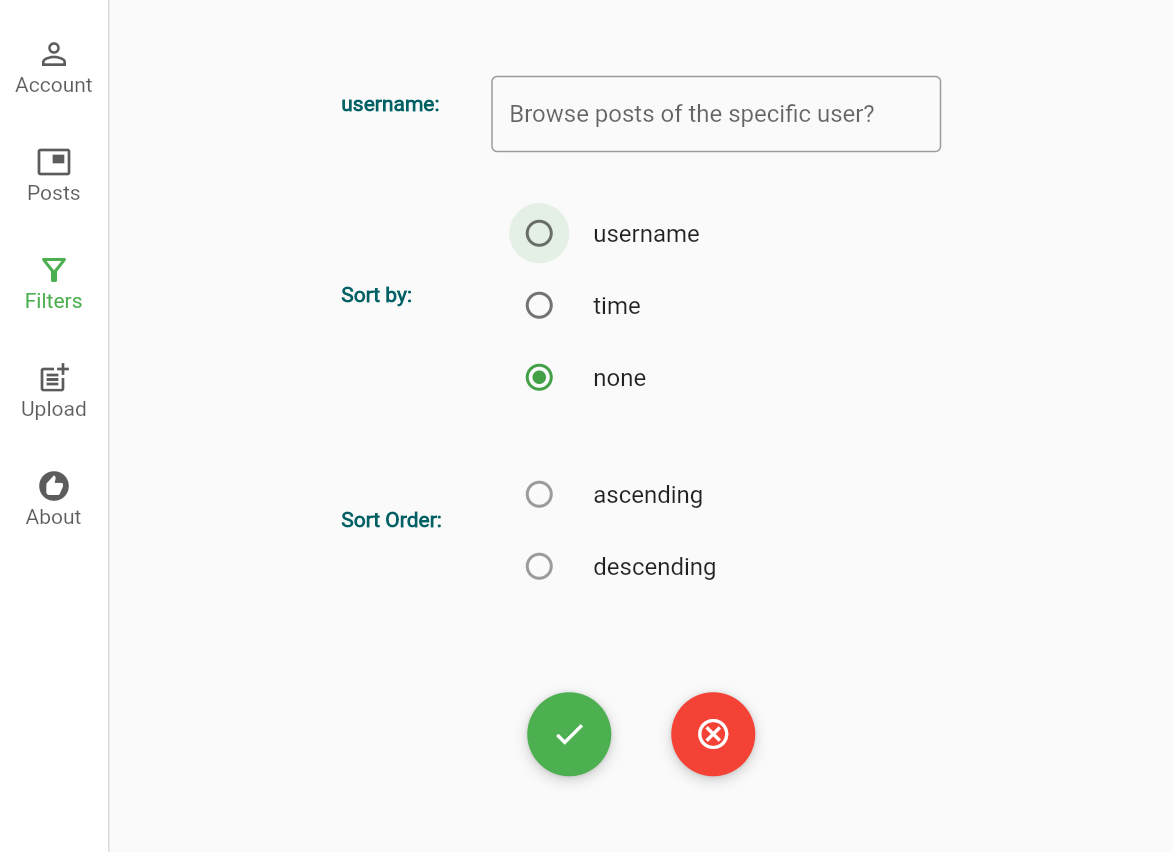 Account
Posts
Filters
Upload
About
username:
Browse posts of the specific user?
Sort by:
username
time
none
Sort Order:
ascending
descending